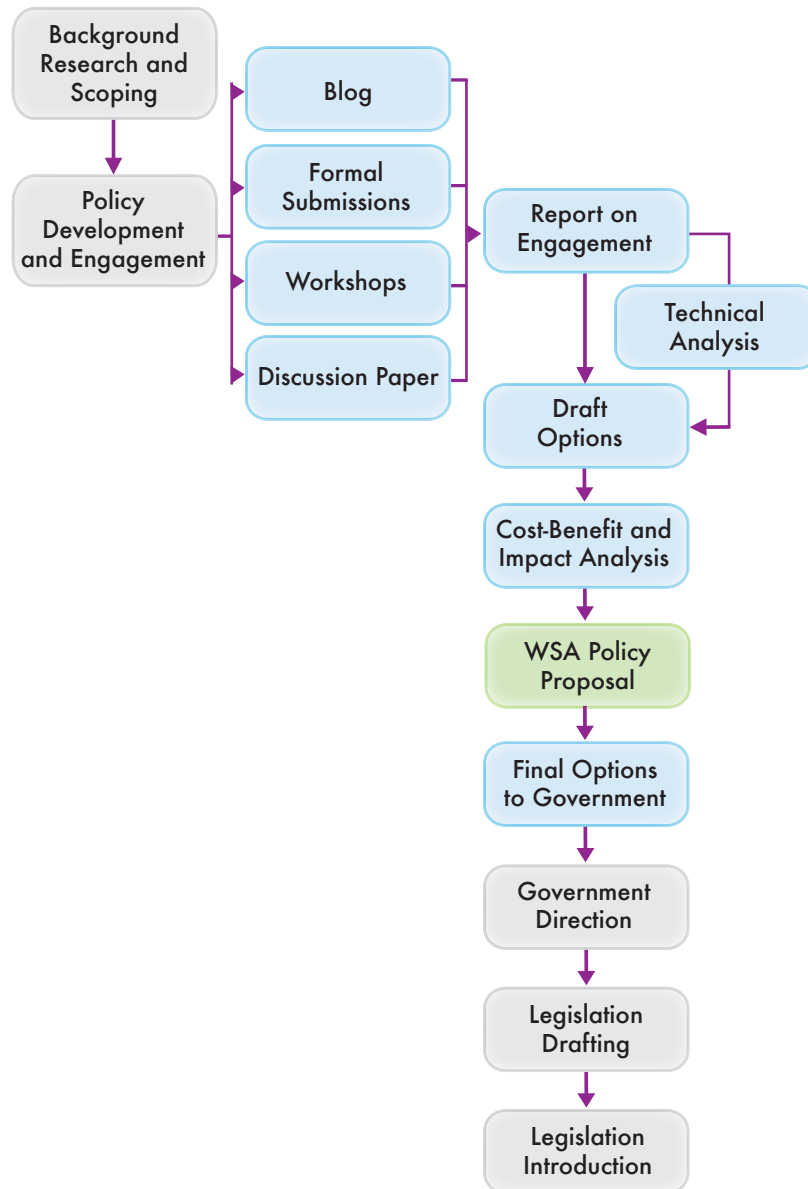 Background
Research and
Scoping
Policy
Development
and Engagement
Blog
Formal
Submissions
Workshops
Discussion Paper
Report on
Engagement
Technical
Analysis
Draft
Options
Cost-Benefit and
Impact Analysis
WSA Policy
Proposal
Final Options
to Government
Government
Direction
Legislation
Drafting
Legislation
Introduction